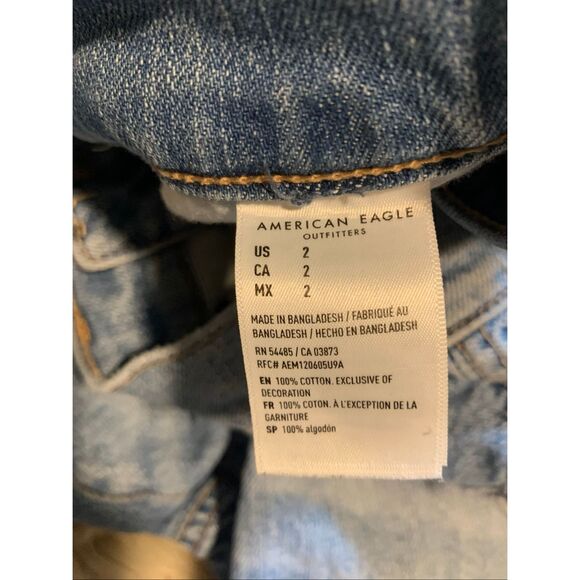 AMERICAN EAGLE
OUTFITTERS
US 2
CA 2
MX 2
MADE IN BANGLADESH / FABRIQUÉ AU
BANGLADESH / HECHO EN BANGLADESH
RN 54485 / CA 03873
RFC# AEM120605U9A
EN 100% COTTON. EXCLUSIVE OF
DECORATION
FR 100% COTON. À L'EXCEPTION DE LA
GARNITURE
SP 100% algodón